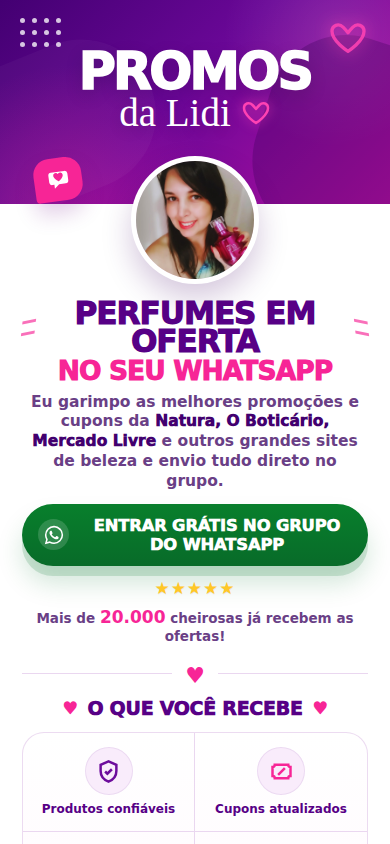 PROMOS
da Lidi
PERFUMES EM
OFERTA
NO SEU WHATSAPP
Eu garimpo as melhores promoções e
cupons da Natura, O Boticário,
Mercado Livre e outros grandes sites
de beleza e envio tudo direto no
grupo.
ENTRAR GRÁTIS NO GRUPO
DO WHATSAPP
Mais de 20.000 cheirosas já recebem as
ofertas!
O QUE VOCÊ RECEBE
Produtos confiáveis
Cupons atualizados